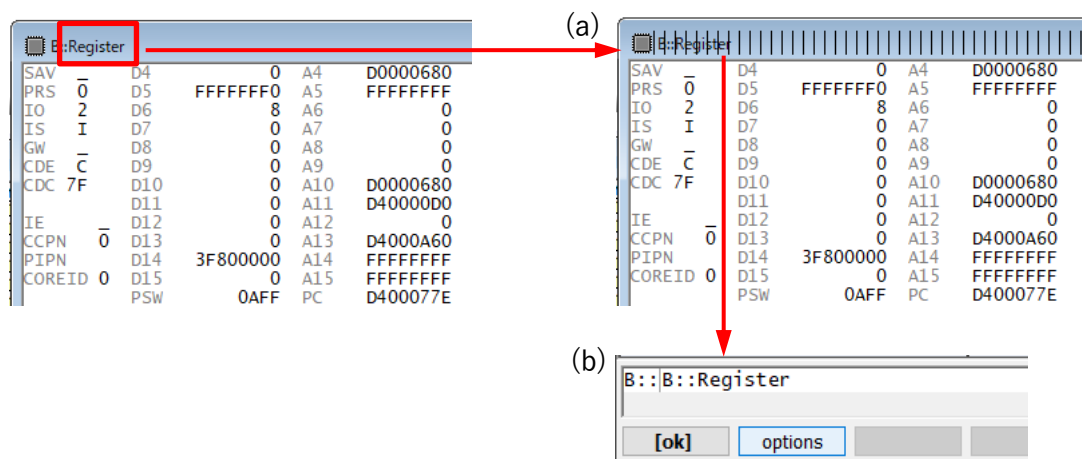 (a)
B::Register
SAV _ D4 0 A4 D0000680
PRS 0 D5 FFFFFFF0 A5 FFFFFFFF
IO 2 D6 8 A6 0
IS I D7 0 A7 0
GW _ D8 0 A8 0
CDE C D9 0 A9 0
CDC 7F D10 0 A10 D0000680
D11 0 A11 D40000D0
IE _ D12 0 A12 0
CCPN 0 D13 0 A13 D4000A60
PIPN D14 3F800000 A14 FFFFFFFF
COREID 0 D15 0 A15 FFFFFFFF
PSW 0AFF PC D400077E
B::Register
SAV _ D4 0 A4 D0000680
PRS 0 D5 FFFFFFF0 A5 FFFFFFFF
IO 2 D6 8 A6 0
IS I D7 0 A7 0
GW _ D8 0 A8 0
CDE C D9 0 A9 0
CDC 7F D10 0 A10 D0000680
D11 0 A11 D40000D0
IE _ D12 0 A12 0
CCPN 0 D13 0 A13 D4000A60
PIPN D14 3F800000 A14 FFFFFFFF
COREID 0 D15 0 A15 FFFFFFFF
PSW 0AFF PC D400077E
(b)
B::B::Register
[ok] options